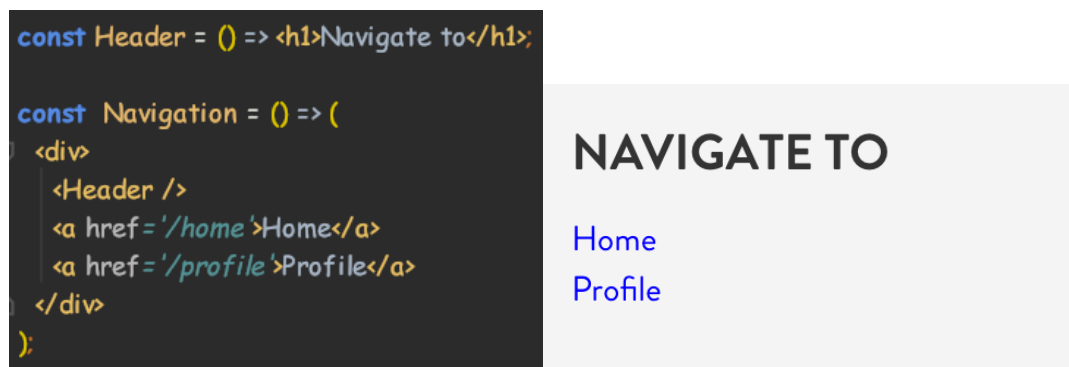 const Header = () => <h1>Navigate to</h1>;
const Navigation = () => (
<div>
<Header />
<a href='/home'>Home</a>
<a href='/profile'>Profile</a>
</div>
);
NAVIGATE TO
Home
Profile